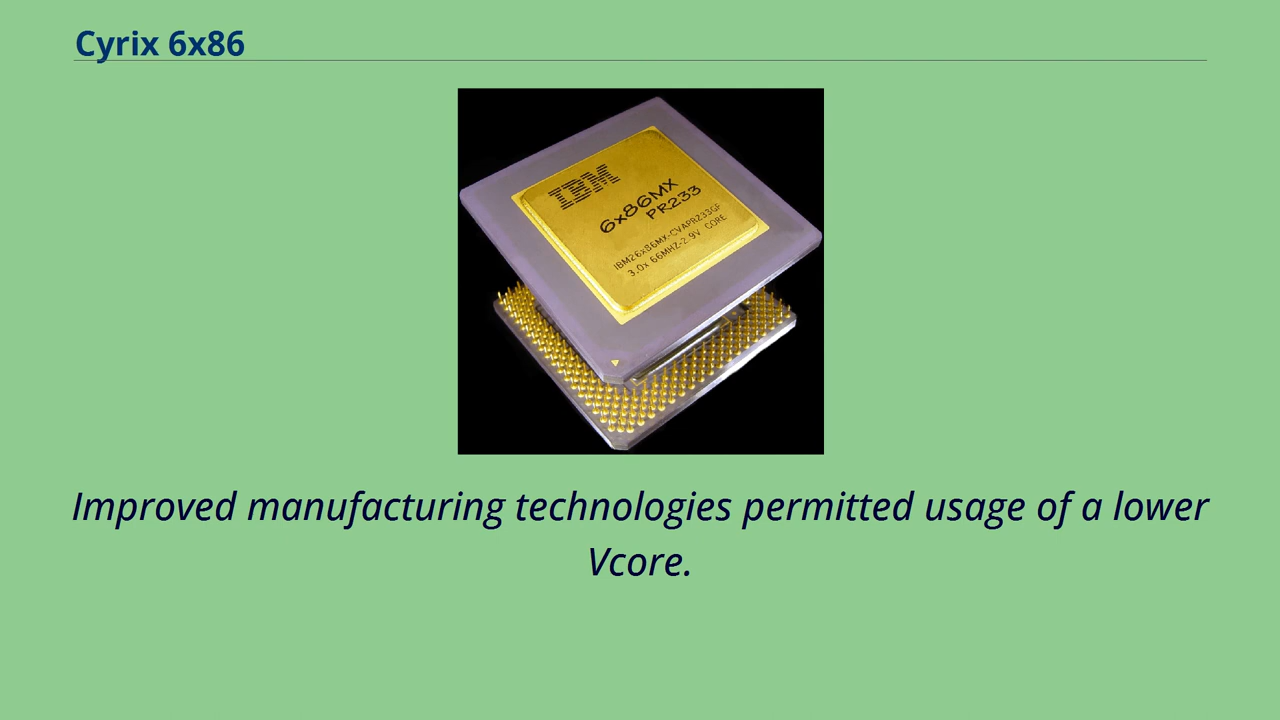 Cyrix 6x86
IBM
6x86MX
PR233
IBM26x86MX-CVAPR233GF
3.0x 66MHZ-2.9V CORE
Improved manufacturing technologies permitted usage of a lower
Vcore.